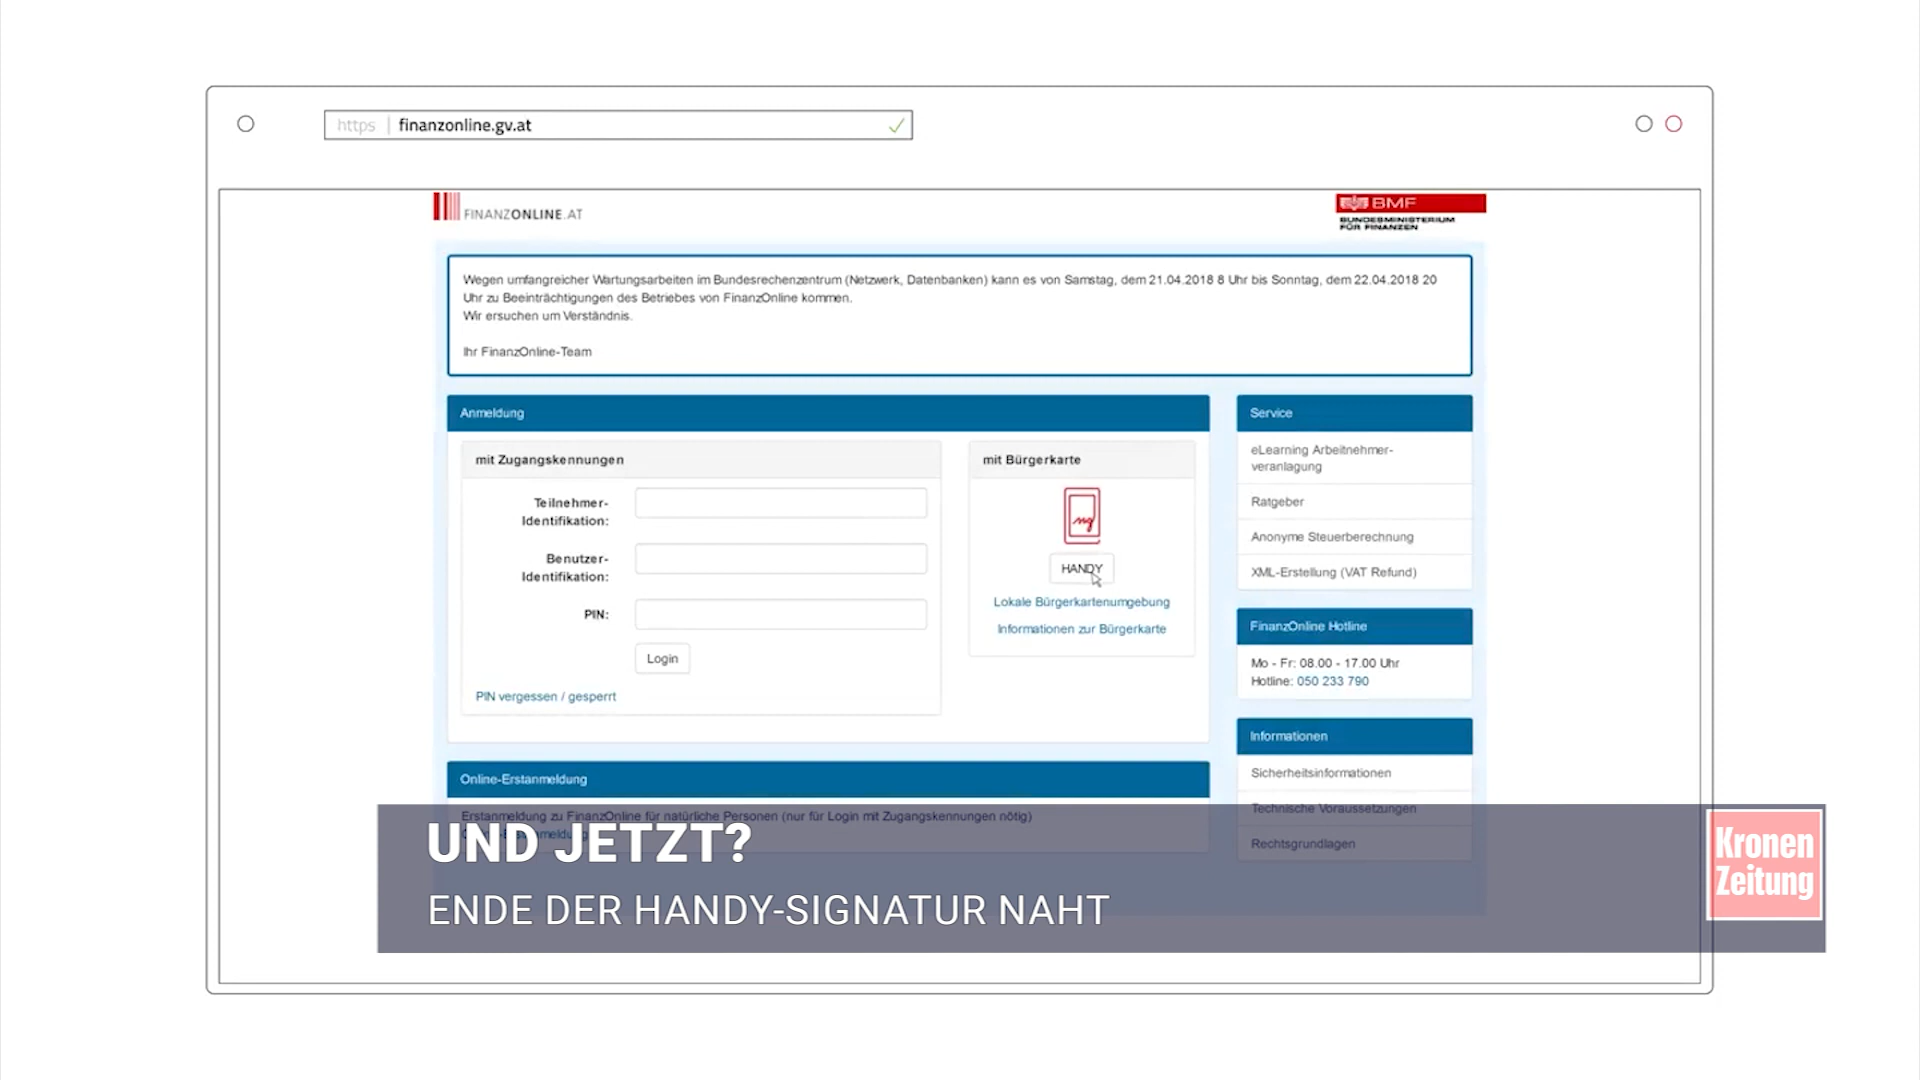 https | finanzonline.gv.at
FINANZONLINE.AT
BMF
BUNDESMINISTERIUM
FÜR FINANZEN
Wegen umfangreicher Wartungsarbeiten im Bundesrechenzentrum (Netzwerk, Datenbanken) kann es von Samstag, dem 21.04.2018 8 Uhr bis Sonntag, dem 22.04.2018 20
Uhr zu Beeinträchtigungen des Betriebes von FinanzOnline kommen.
Wir ersuchen um Verständnis.
Ihr FinanzOnline-Team
Anmeldung
mit Zugangskennungen
Teilnehmer-
Identifikation:
Benutzer-
Identifikation:
PIN:
Login
PIN vergessen / gesperrt
mit Bürgerkarte
HANDY
Lokale Bürgerkartenumgebung
Informationen zur Bürgerkarte
Service
eLearning Arbeitnehmer-
veranlagung
Ratgeber
Anonyme Steuerberechnung
XML-Erstellung (VAT Refund)
FinanzOnline Hotline
Mo - Fr: 08.00 - 17.00 Uhr
Hotline: 050 233 790
Informationen
Sicherheitsinformationen
Technische Voraussetzungen
Rechtsgrundlagen
Online-Erstanmeldung
Erstanmeldung zu FinanzOnline für natürliche Personen (nur für Login mit Zugangskennungen nötig)
UND JETZT?
ENDE DER HANDY-SIGNATUR NAHT
Kronen
Zeitung